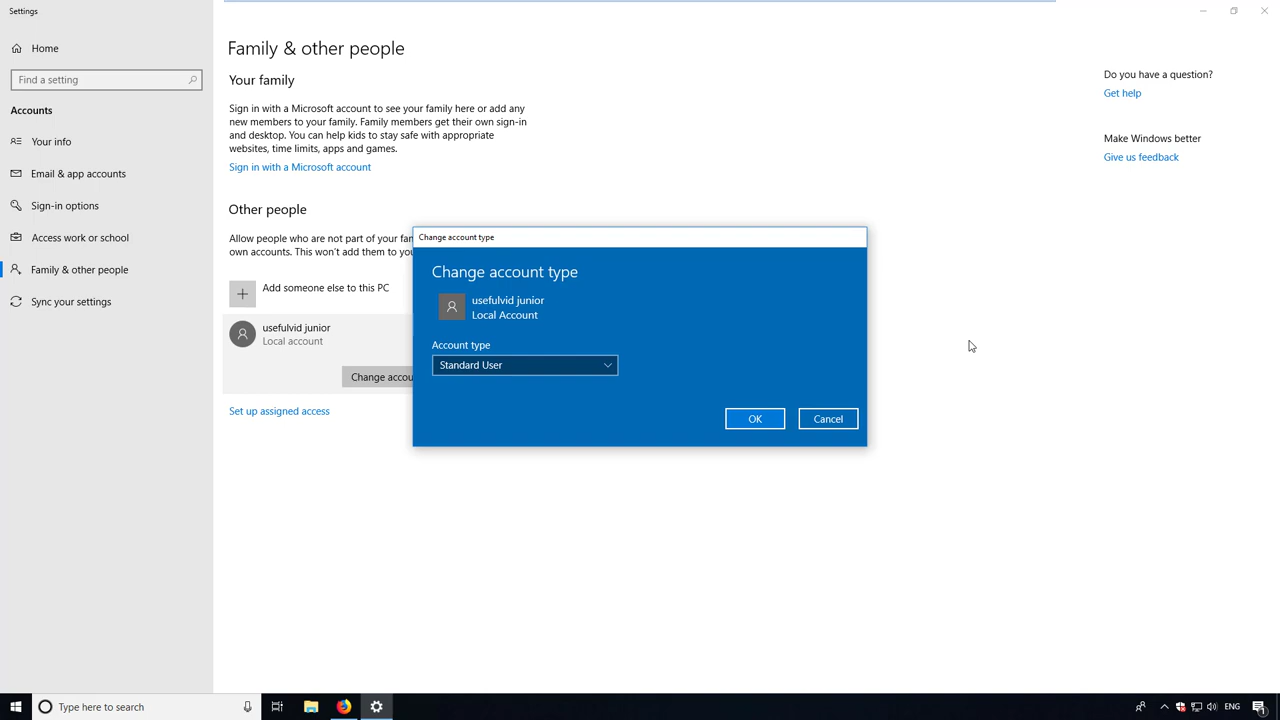 Settings
Home
Find a setting
Accounts
Your info
Email & app accounts
Sign-in options
Access work or school
Family & other people
Sync your settings
Family & other people
Your family
Sign in with a Microsoft account to see your family here or add any
new members to your family. Family members get their own sign-in
and desktop. You can help kids to stay safe with appropriate
websites, time limits, apps and games.
Sign in with a Microsoft account
Other people
Allow people who are not part of your
own accounts. This won't add them to
Add someone else to this PC
usefulvid junior
Local account
Change
Set up assigned access
Change account type
Change account type
usefulvid junior
Local Account
Account type
Standard User
OK
Cancel
Do you have a question?
Get help
Make Windows better
Give us feedback
Type here to search
ENG
1